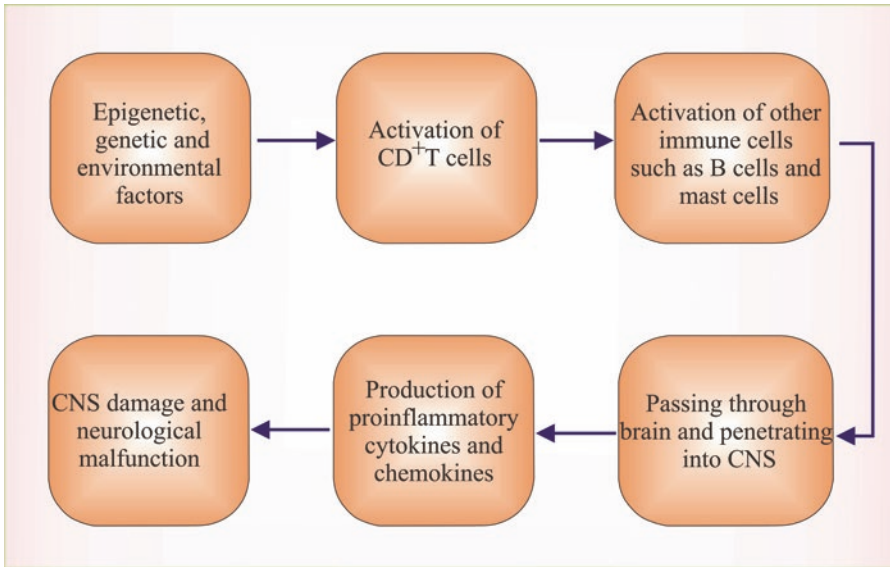 Epigenetic,
genetic and
environmental
factors
Activation of
CD⁺T cells
Activation of other
immune cells
such as B cells and
mast cells
CNS damage and
neurological
malfunction
Production of
proinflammatory
cytokines and
chemokines
Passing through
brain and penetrating
into CNS